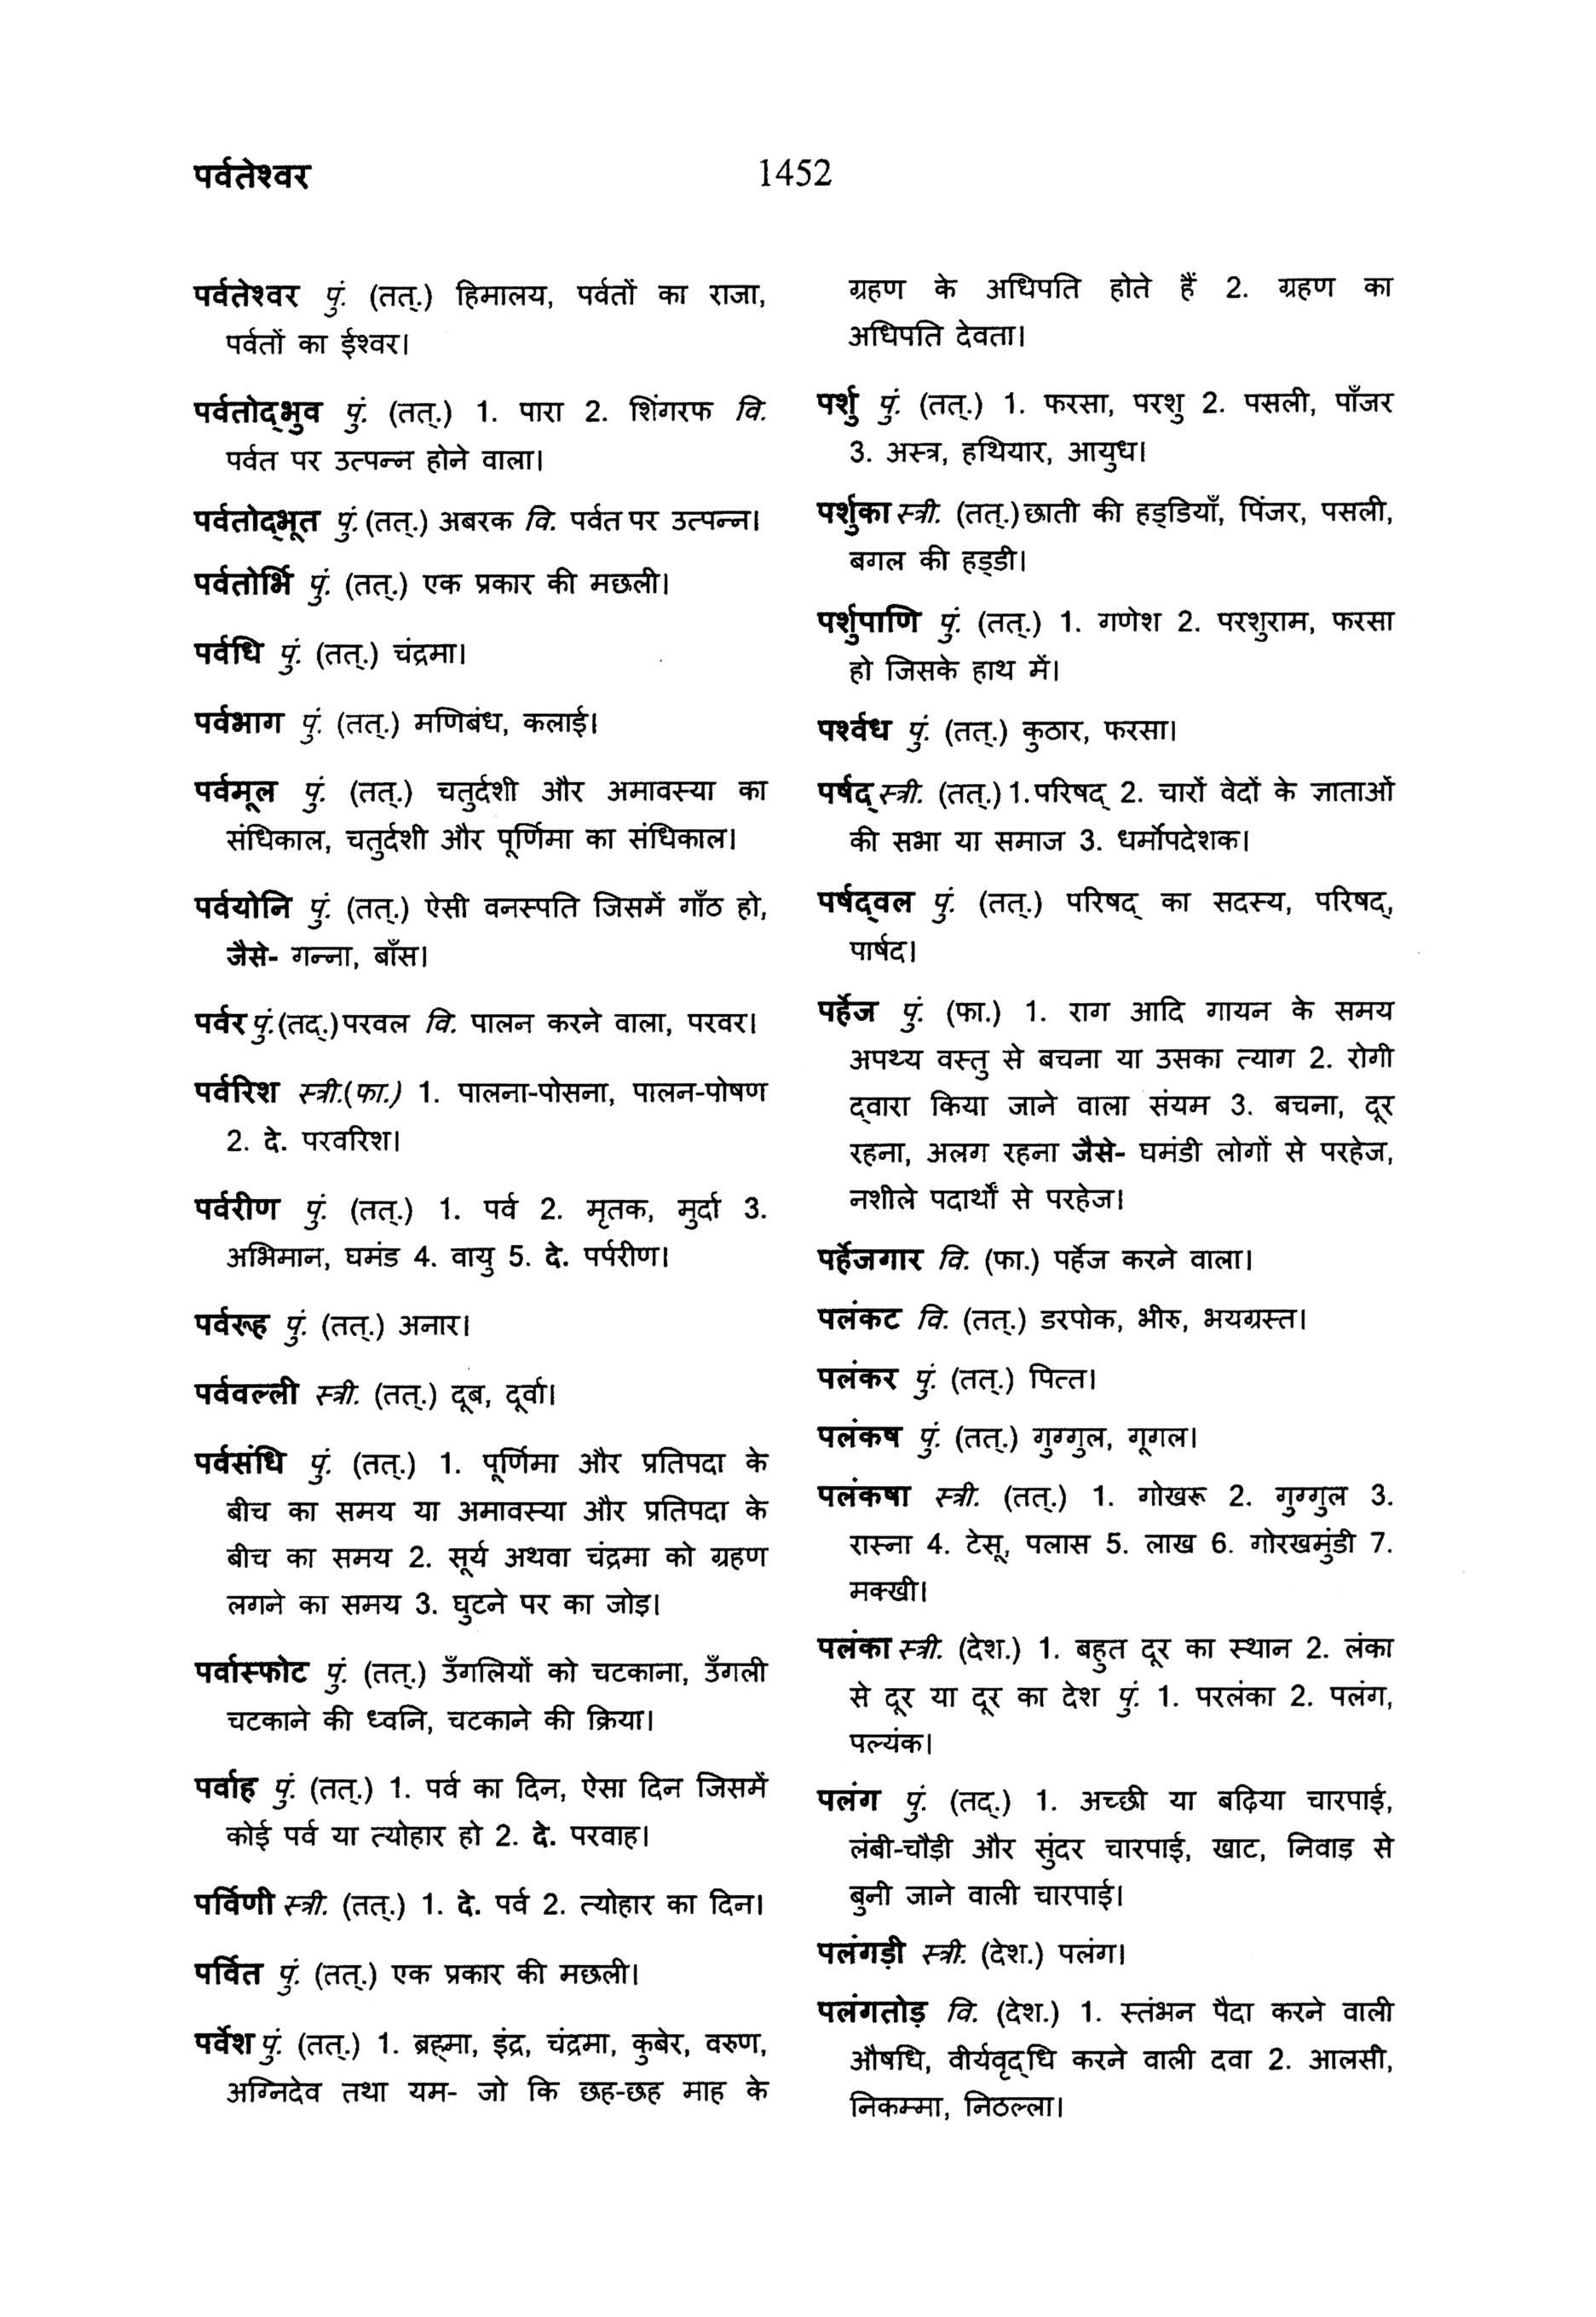 पर्वतेश्वर
1452
पर्वतेश्वर पुं. (तत्.) हिमालय, पर्वतों का राजा,
पर्वतों का ईश्वर।
पर्वतोद्भुव पुं. (तत्.) 1. पारा 2. शिंगरफ वि.
पर्वत पर उत्पन्न होने वाला।
पर्वतोद्भूत पुं. (तत्.) अबरक वि. पर्वत पर उत्पन्न।
पर्वतोर्भि पुं. (तत्.) एक प्रकार की मछली।
पर्वधि पुं. (तत्.) चंद्रमा।
पर्वभाग पुं. (तत्.) मणिबंध, कलाई।
पर्वमूल पुं. (तत्.) चतुर्दशी और अमावस्या का
संधिकाल, चतुर्दशी और पूर्णिमा का संधिकाल।
पर्वयोनि पुं. (तत्.) ऐसी वनस्पति जिसमें गाँठ हो,
जैसे- गन्ना, बाँस।
पर्वर पुं.(तद्.)परवल वि. पालन करने वाला, परवर।
पर्वरिश स्त्री.(फा.) 1. पालना-पोसना, पालन-पोषण
2. दे. परवरिश।
पर्वरीण पुं. (तत्.) 1. पर्व 2. मृतक, मुर्दा 3.
अभिमान, घमंड 4. वायु 5. दे. पर्परीण।
पर्वरूह पुं. (तत्.) अनार।
पर्ववल्ली स्त्री. (तत्.) दूब, दूर्वा।
पर्वसंधि पुं. (तत्.) 1. पूर्णिमा और प्रतिपदा के
बीच का समय या अमावस्या और प्रतिपदा के
बीच का समय 2. सूर्य अथवा चंद्रमा को ग्रहण
लगने का समय 3. घुटने पर का जोड़।
पर्वास्फोट पुं. (तत्.) उँगलियों को चटकाना, उँगली
चटकाने की ध्वनि, चटकाने की क्रिया।
पर्वाह पुं. (तत्.) 1. पर्व का दिन, ऐसा दिन जिसमें
कोई पर्व या त्योहार हो 2. दे. परवाह।
पर्विणी स्त्री. (तत्.) 1. दे. पर्व 2. त्योहार का दिन।
पर्वित पुं. (तत्.) एक प्रकार की मछली।
पर्वेश पुं. (तत्.) 1. ब्रह्मा, इंद्र, चंद्रमा, कुबेर, वरुण,
अग्निदेव तथा यम- जो कि छह-छह माह के
ग्रहण के अधिपति होते हैं 2. ग्रहण का
अधिपति देवता।
पर्शु पुं. (तत्.) 1. फरसा, परशु 2. पसली, पाँजर
3. अस्त्र, हथियार, आयुध।
पर्शुका स्त्री. (तत्.)छाती की हड्डियाँ, पिंजर, पसली,
बगल की हड्डी।
पर्शुपाणि पुं. (तत्.) 1. गणेश 2. परशुराम, फरसा
हो जिसके हाथ में।
पर्श्वध पुं. (तत्.) कुठार, फरसा।
पर्षद् स्त्री. (तत्.) 1.परिषद् 2. चारों वेदों के ज्ञाताओं
की सभा या समाज 3. धर्मोपदेशक।
पर्षद्वल पुं. (तत्.) परिषद् का सदस्य, परिषद्,
पार्षद।
पर्हेज पुं. (फा.) 1. राग आदि गायन के समय
अपथ्य वस्तु से बचना या उसका त्याग 2. रोगी
द्वारा किया जाने वाला संयम 3. बचना, दूर
रहना, अलग रहना जैसे- घमंडी लोगों से परहेज,
नशीले पदार्थों से परहेज।
पर्हेजगार वि. (फा.) पर्हेज करने वाला।
पलंकट वि. (तत्.) डरपोक, भीरु, भयग्रस्त।
पलंकर पुं. (तत्.) पित्त।
पलंकष पुं. (तत्.) गुग्गुल, गूगल।
पलंकषा स्त्री. (तत्.) 1. गोखरू 2. गुग्गुल 3.
रास्ना 4. टेसू, पलास 5. लाख 6. गोरखमुंडी 7.
मक्खी।
पलंका स्त्री. (देश.) 1. बहुत दूर का स्थान 2. लंका
से दूर या दूर का देश पुं. 1. परलंका 2. पलंग,
पल्यंक।
पलंग पुं. (तद्.) 1. अच्छी या बढ़िया चारपाई,
लंबी-चौड़ी और सुंदर चारपाई, खाट, निवाड़ से
बुनी जाने वाली चारपाई।
पलंगड़ी स्त्री. (देश.) पलंग।
पलंगतोड़ वि. (देश.) 1. स्तंभन पैदा करने वाली
औषधि, वीर्यवृद्धि करने वाली दवा 2. आलसी,
निकम्मा, निठल्ला।